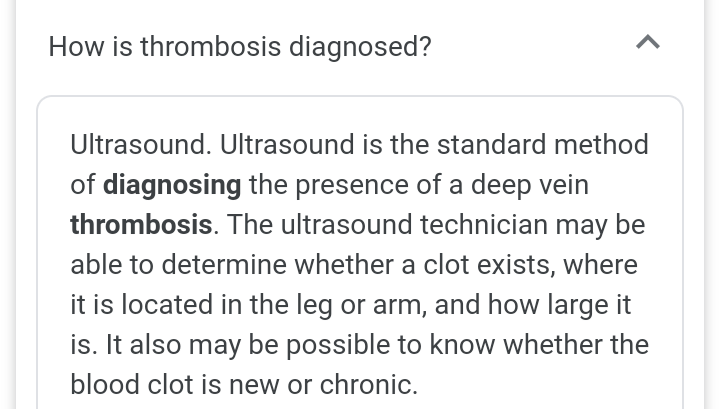 How is thrombosis diagnosed?
Ultrasound. Ultrasound is the standard method
of diagnosing the presence of a deep vein
thrombosis. The ultrasound technician may be
able to determine whether a clot exists, where
it is located in the leg or arm, and how large it
is. It also may be possible to know whether the
blood clot is new or chronic.